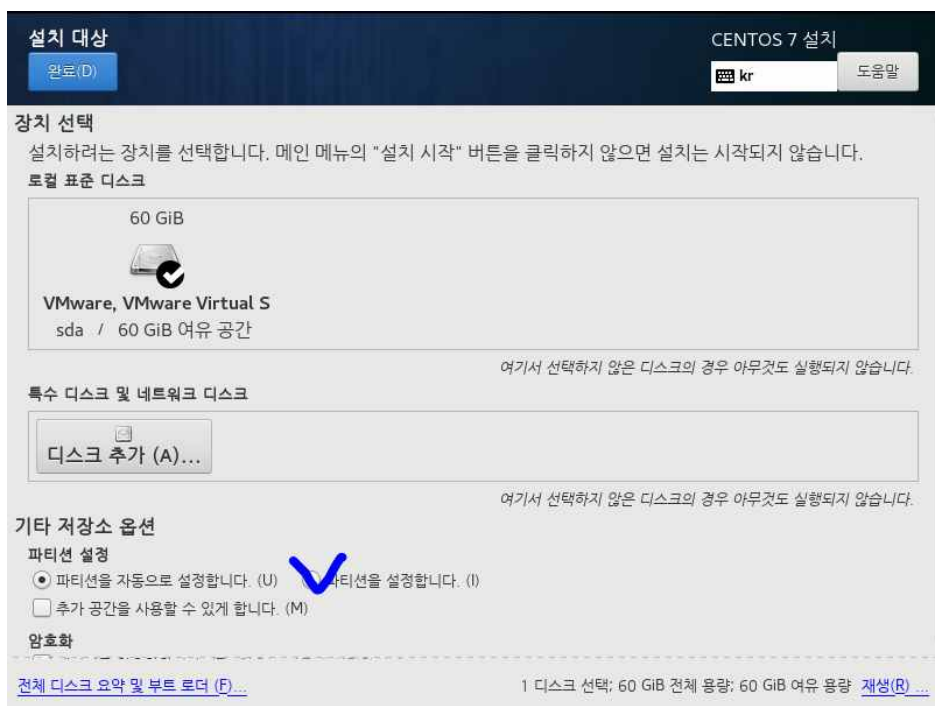 설치 대상
CENTOS 7 설치
완료(D)
kr
도움말
장치 선택
설치하려는 장치를 선택합니다. 메인 메뉴의 "설치 시작" 버튼을 클릭하지 않으면 설치는 시작되지 않습니다.
로컬 표준 디스크
60 GiB
VMware, VMware Virtual S
sda / 60 GiB 여유 공간
여기서 선택하지 않은 디스크의 경우 아무것도 실행되지 않습니다.
특수 디스크 및 네트워크 디스크
디스크 추가 (A)...
여기서 선택하지 않은 디스크의 경우 아무것도 실행되지 않습니다.
기타 저장소 옵션
파티션 설정
파티션을 자동으로 설정합니다. (U) 파티션을 설정합니다. (I)
추가 공간을 사용할 수 있게 합니다. (M)
암호화
전체 디스크 요약 및 부트 로더 (F)...
1 디스크 선택; 60 GiB 전체 용량; 60 GiB 여유 용량 재생(R) ...